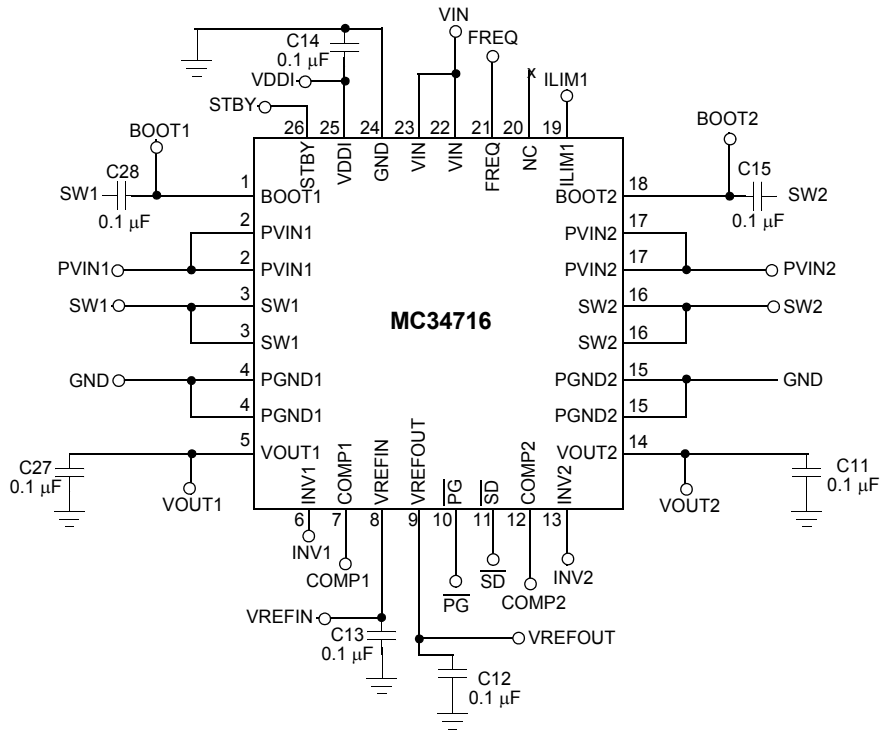 VIN
C14
0.1 µF
FREQ
VDDI
x
ILIM1
STBY
BOOT1
BOOT2
26
25
24
23
22
21
20
19
STBY
VDDI
GND
VIN
VIN
FREQ
NC
ILIM1
C28
SW1
0.1 µF
1
BOOT1
18
BOOT2
C15
SW2
0.1 µF
2
PVIN1
PVIN2
17
PVIN1
2
PVIN1
PVIN2
17
PVIN2
SW1
3
SW1
SW2
16
SW2
MC34716
3
SW1
SW2
16
GND
4
PGND1
PGND2
15
GND
4
PGND1
PGND2
15
5
VOUT1
VOUT2
14
C27
0.1 µF
VOUT1
C11
0.1 µF
VOUT2
INV1
COMP1
VREFIN
VREFOUT
PG
SD
COMP2
INV2
6
7
8
9
10
11
12
13
INV1
COMP1
PG
SD
COMP2
INV2
VREFIN
C13
0.1 µF
VREFOUT
C12
0.1 µF